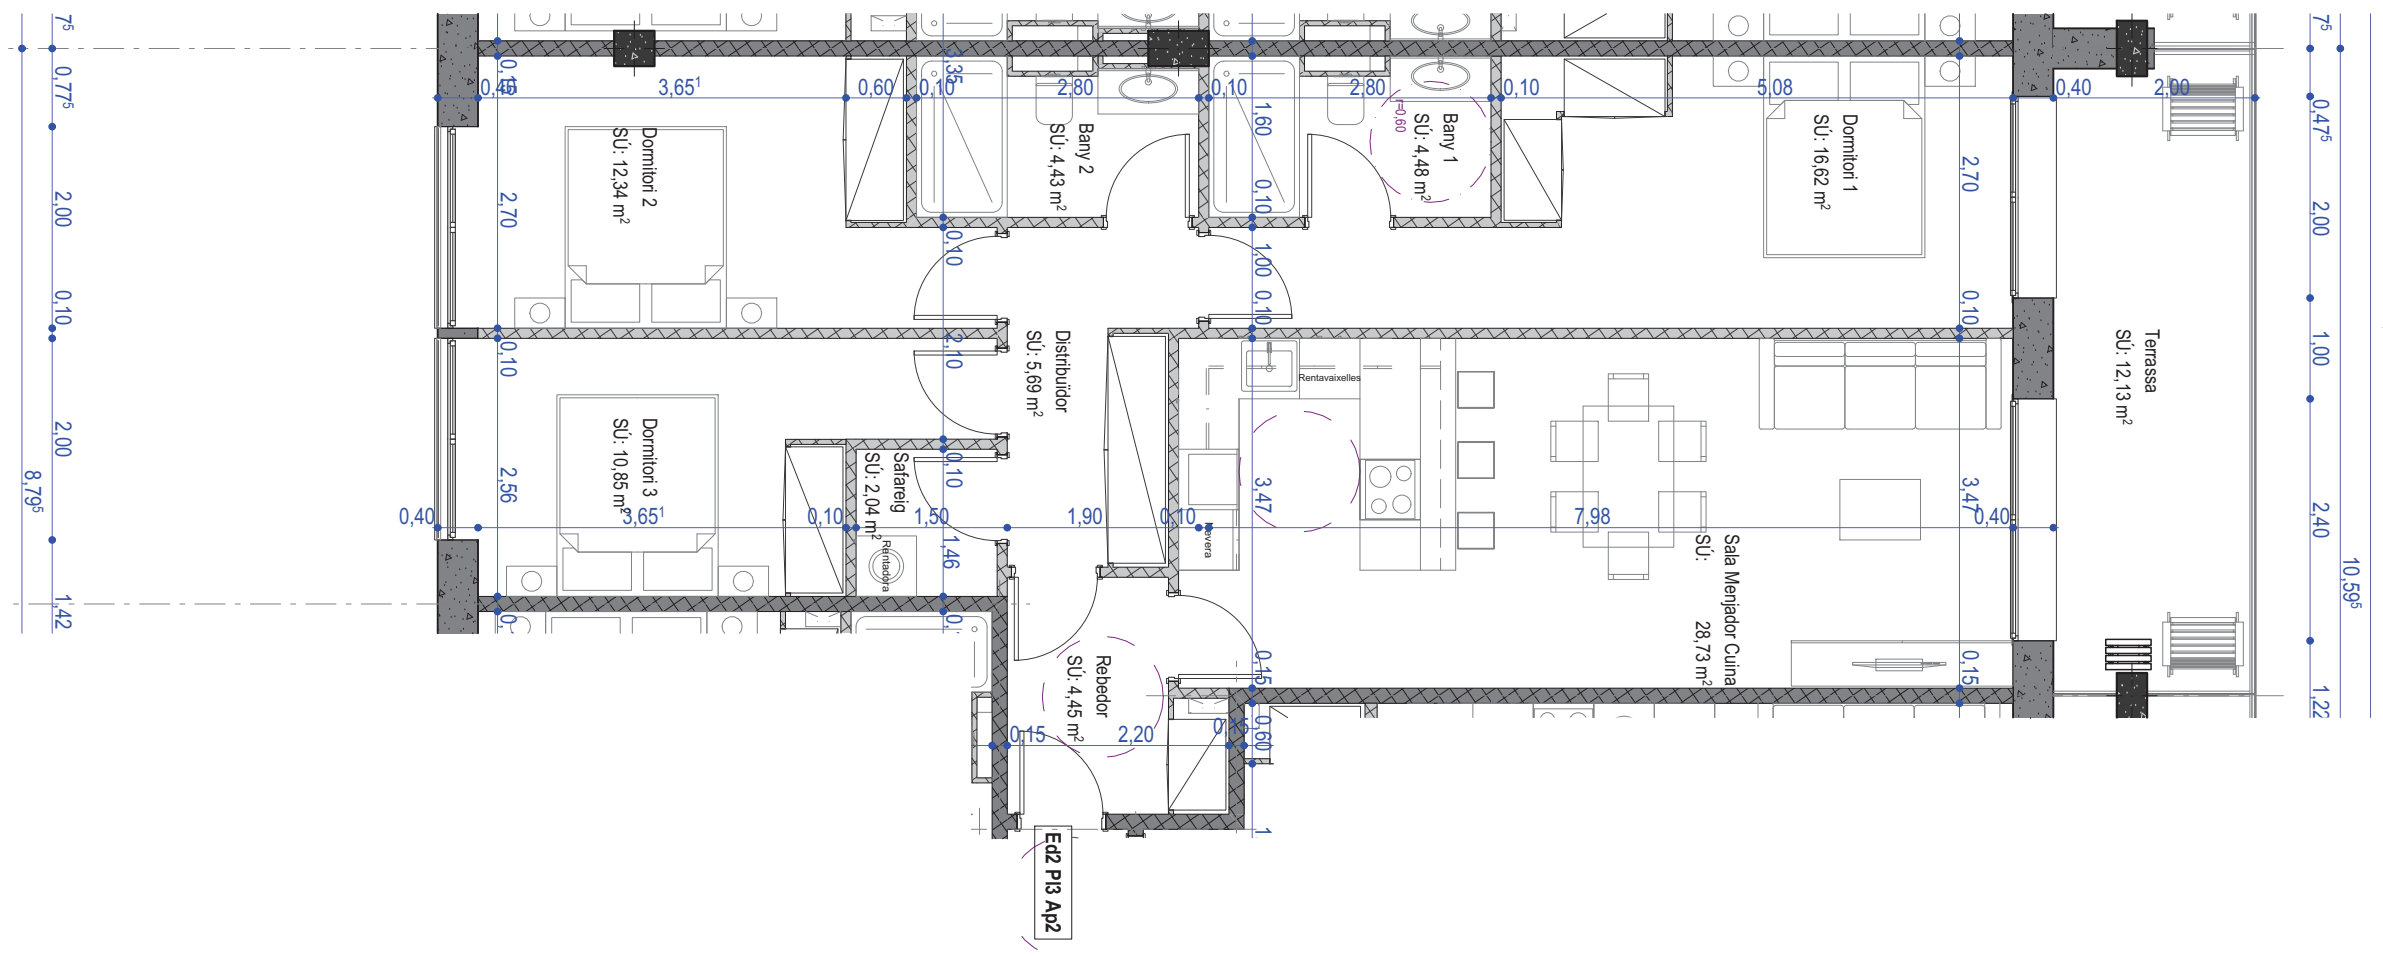 Dormitori 2
SÚ: 12,34 m²
Bany 2
SÚ: 4,43 m²
Bany 1
SÚ: 4,48 m²
r=0,60
Dormitori 1
SÚ: 16,62 m²
Distribuïdor
SÚ: 5,69 m²
Terrassa
SÚ: 12,13 m²
Dormitori 3
SÚ: 10,85 m²
Safareig
SÚ: 2,04 m²
Rentadora
Rentavaixelles
Nevera
Sala Menjador Cuina
SÚ: 28,73 m²
Rebedor
SÚ: 4,45 m²
Ed2 Pl3 Ap2
0,40
3,65¹
0,60
0,10
2,80
0,10
2,80
0,10
5,08
0,40
2,00
0,40
3,65¹
0,10
1,50
1,90
0,10
7,98
0,40
0,15
2,20
0,15
7⁵
0,77⁵
2,00
0,10
2,00
1,42
8,79⁵
0,15
2,70
0,10
2,56
3,35
0,10
2,10
0,10
1,46
1,60
0,10
1,00
0,10
3,47
0,15
0,60
2,70
0,10
3,47
0,15
7⁵
0,47⁵
2,00
1,00
2,40
1,22
10,59⁵